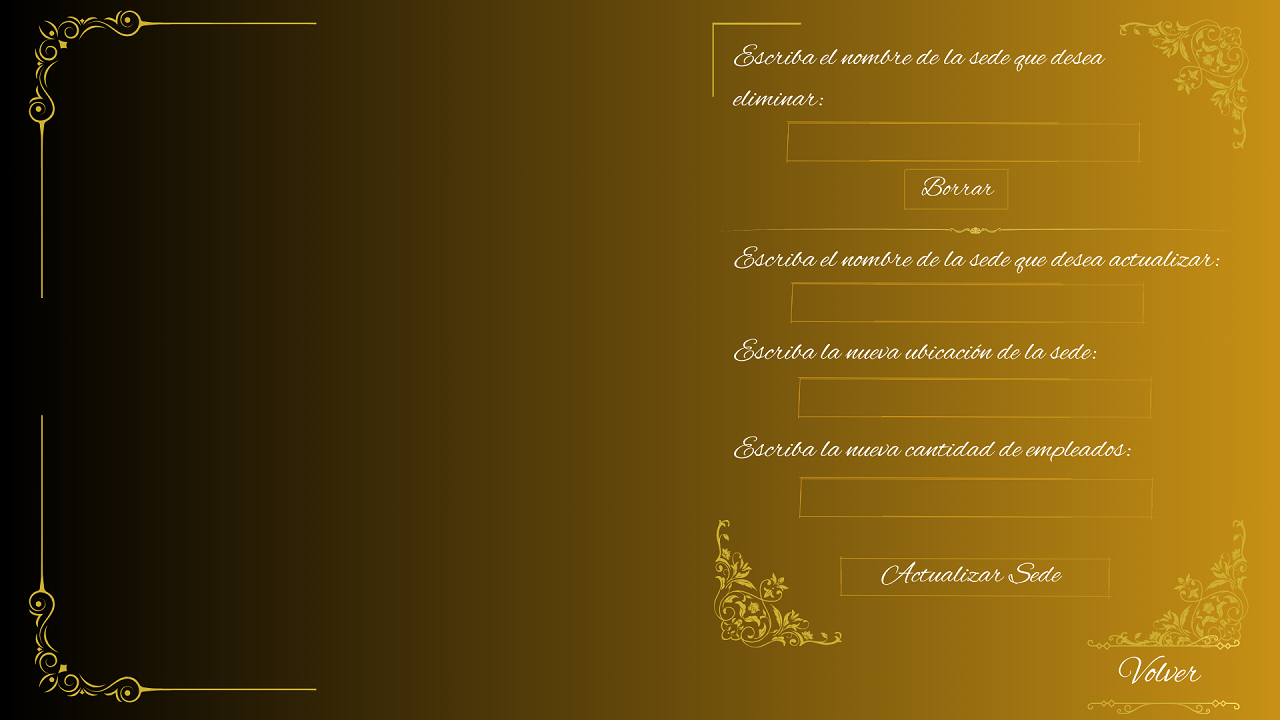 Escriba el nombre de la sede que desea
eliminar:
Borrar
Escriba el nombre de la sede que desea actualizar:
Escriba la nueva ubicación de la sede:
Escriba la nueva cantidad de empleados:
Actualizar Sede
Volver